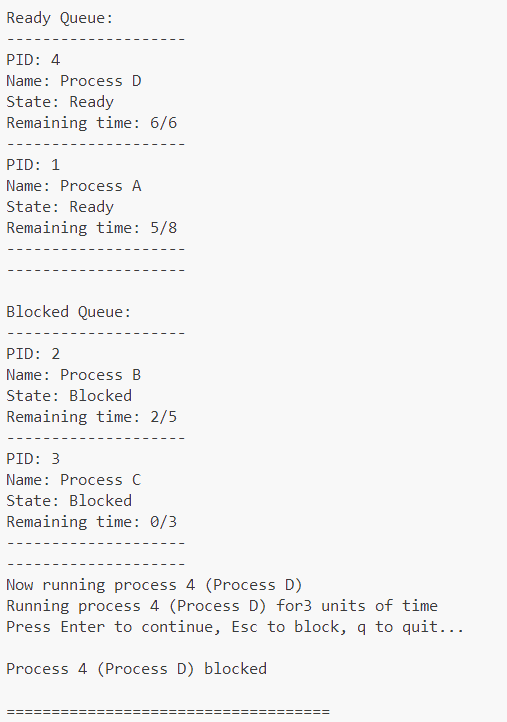 Ready Queue:
--------------------
PID: 4
Name: Process D
State: Ready
Remaining time: 6/6
--------------------
PID: 1
Name: Process A
State: Ready
Remaining time: 5/8
--------------------
--------------------
Blocked Queue:
--------------------
PID: 2
Name: Process B
State: Blocked
Remaining time: 2/5
--------------------
PID: 3
Name: Process C
State: Blocked
Remaining time: 0/3
--------------------
--------------------
Now running process 4 (Process D)
Running process 4 (Process D) for3 units of time
Press Enter to continue, Esc to block, q to quit...
Process 4 (Process D) blocked
====================================